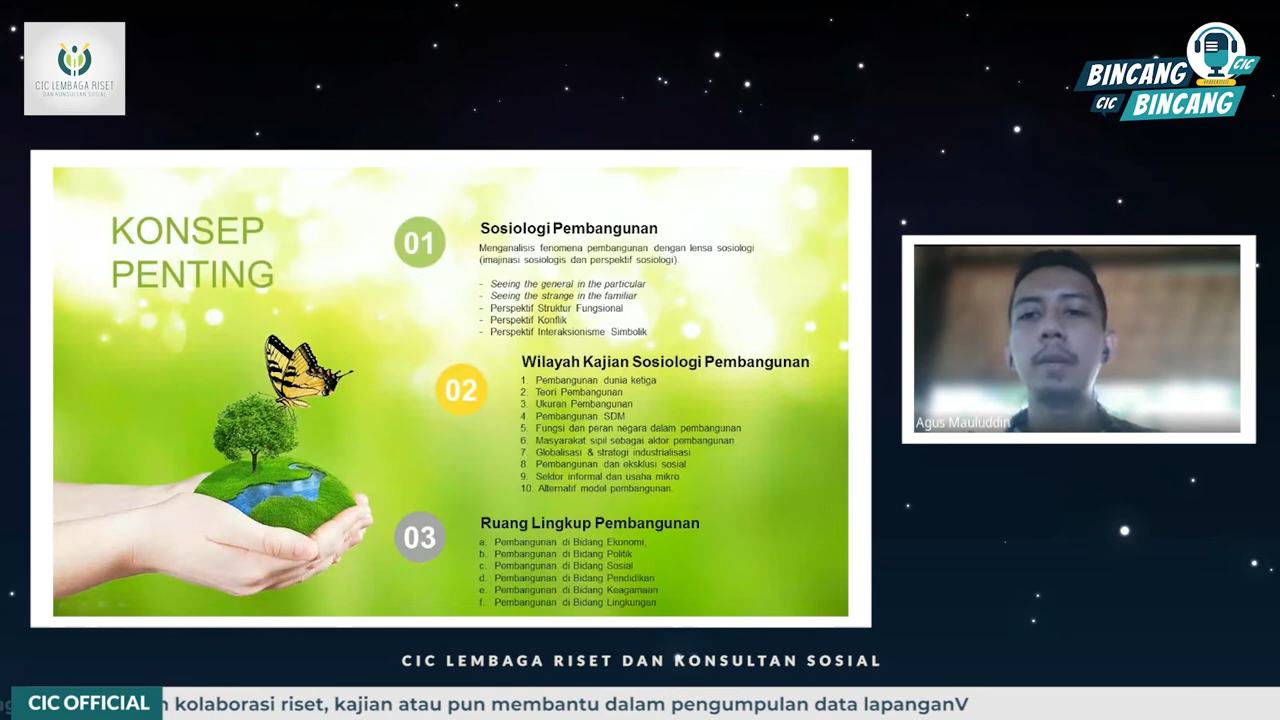 CIC LEMBAGA RISET
DAN KONSULTAN SOSIAL
BINCANG
CIC
CIC BINCANG
KONSEP
PENTING
01
Sosiologi Pembangunan
Menganalisis fenomena pembangunan dengan lensa sosiologi
(imajinasi sosiologis dan perspektif sosiologi).
- Seeing the general in the particular
- Seeing the strange in the familiar
- Perspektif Struktur Fungsional
- Perspektif Konflik
- Perspektif Interaksionisme Simbolik
02
Wilayah Kajian Sosiologi Pembangunan
1. Pembangunan dunia ketiga
2. Teori Pembangunan
3. Ukuran Pembangunan
4. Pembangunan SDM
5. Fungsi dan peran negara dalam pembangunan
6. Masyarakat sipil sebagai aktor pembangunan
7. Globalisasi & strategi industrialisasi
8. Pembangunan dan eksklusi sosial
9. Sektor informal dan usaha mikro
10. Alternatif model pembangunan.
03
Ruang Lingkup Pembangunan
a. Pembangunan di Bidang Ekonomi,
b. Pembangunan di Bidang Politik
c. Pembangunan di Bidang Sosial
d. Pembangunan di Bidang Pendidikan
e. Pembangunan di Bidang Keagamaan
f. Pembangunan di Bidang Lingkungan
Agus Mauluddin
CIC LEMBAGA RISET DAN KONSULTAN SOSIAL
CIC OFFICIAL
kolaborasi riset, kajian atau pun membantu dalam pengumpulan data lapanganV